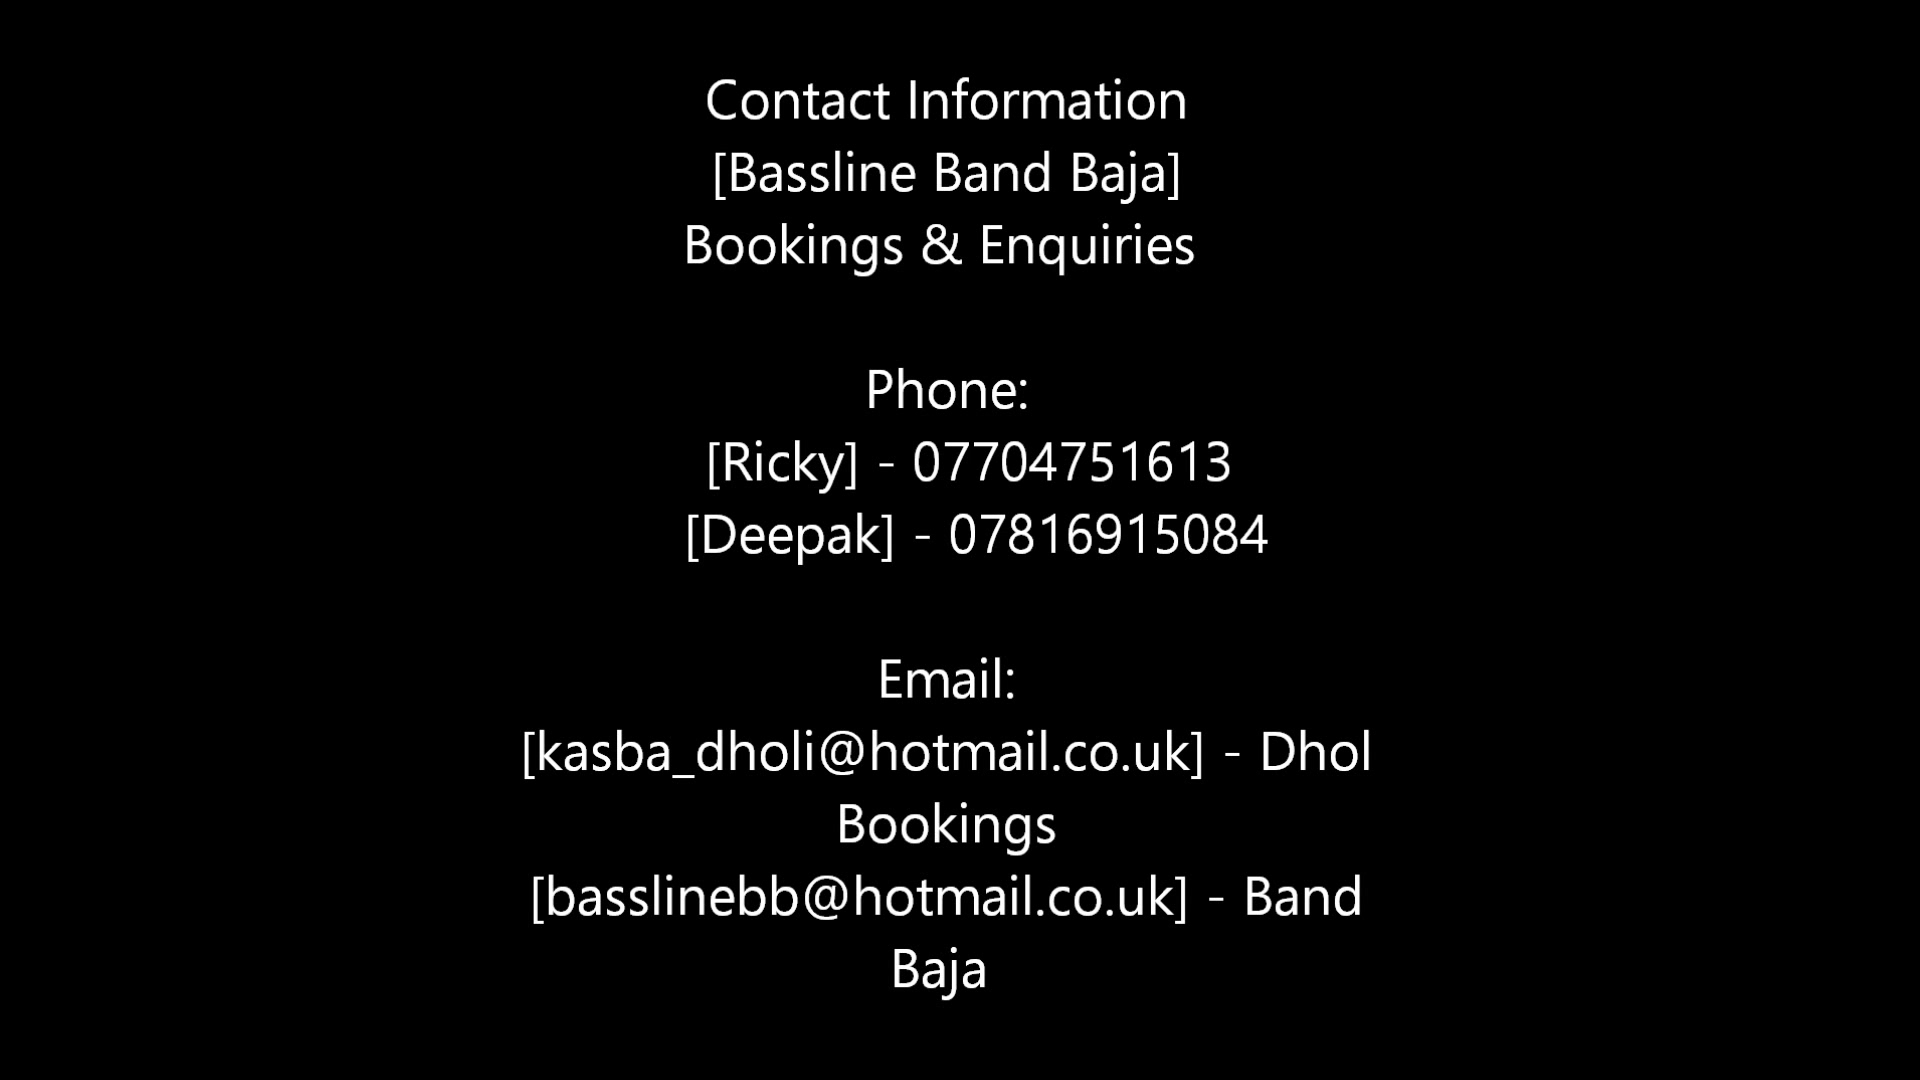 Contact Information
[Bassline Band Baja]
Bookings & Enquiries
Phone:
[Ricky] - 07704751613
[Deepak] - 07816915084
Email:
[kasba_dholi@hotmail.co.uk] - Dhol
Bookings
[basslinebb@hotmail.co.uk] - Band
Baja